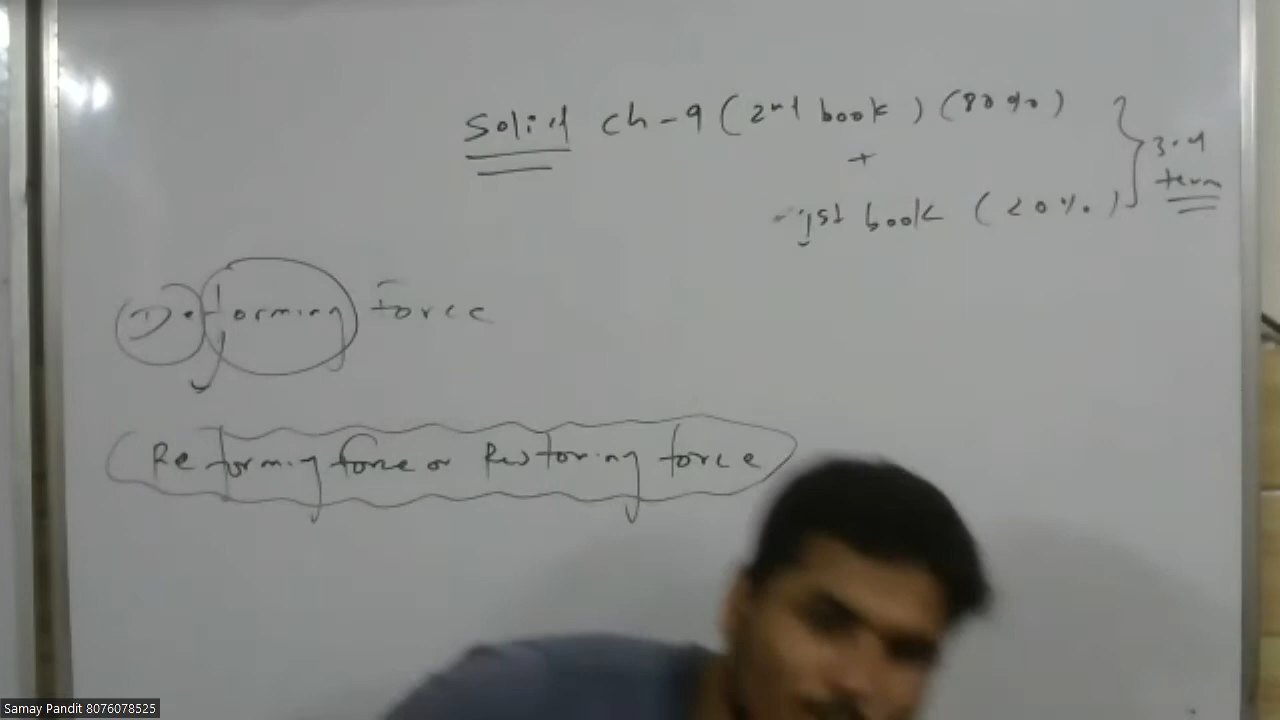 Solid ch-9 (2nd book) (80%)
+
1st book (20%)
3rd
term
Deforming Force
Reforming force or Restoring force
Samay Pandit 8076078525